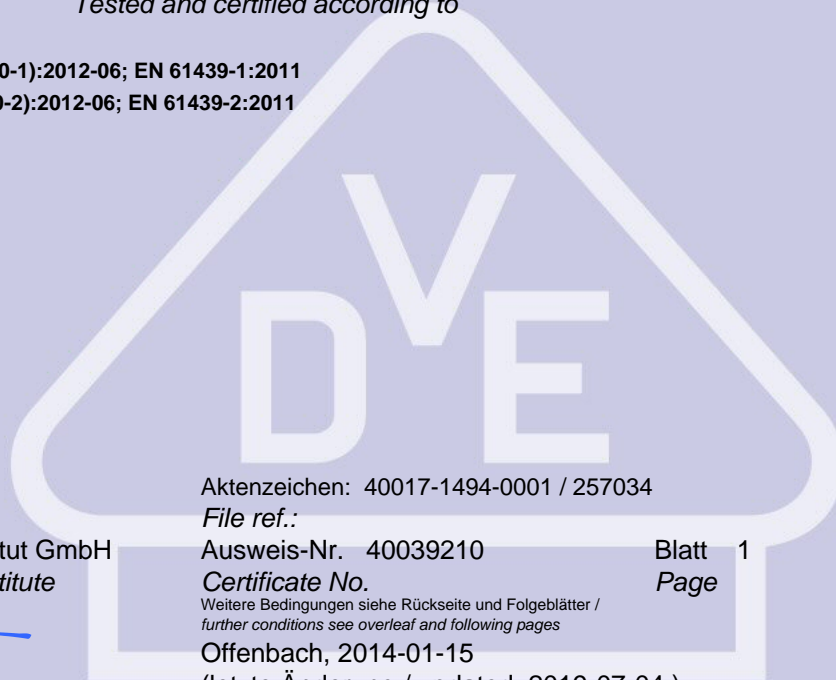 Tested and certified according to
0-1):2012-06; EN 61439-1:2011
0-2):2012-06; EN 61439-2:2011
DVE
Aktenzeichen: 40017-1494-0001 / 257034
File ref.:
tut GmbH Ausweis-Nr. 40039210 Blatt 1
titute Certificate No. Page
Weitere Bedingungen siehe Rückseite und Folgeblätter /
further conditions see overleaf and following pages
Offenbach, 2014-01-15